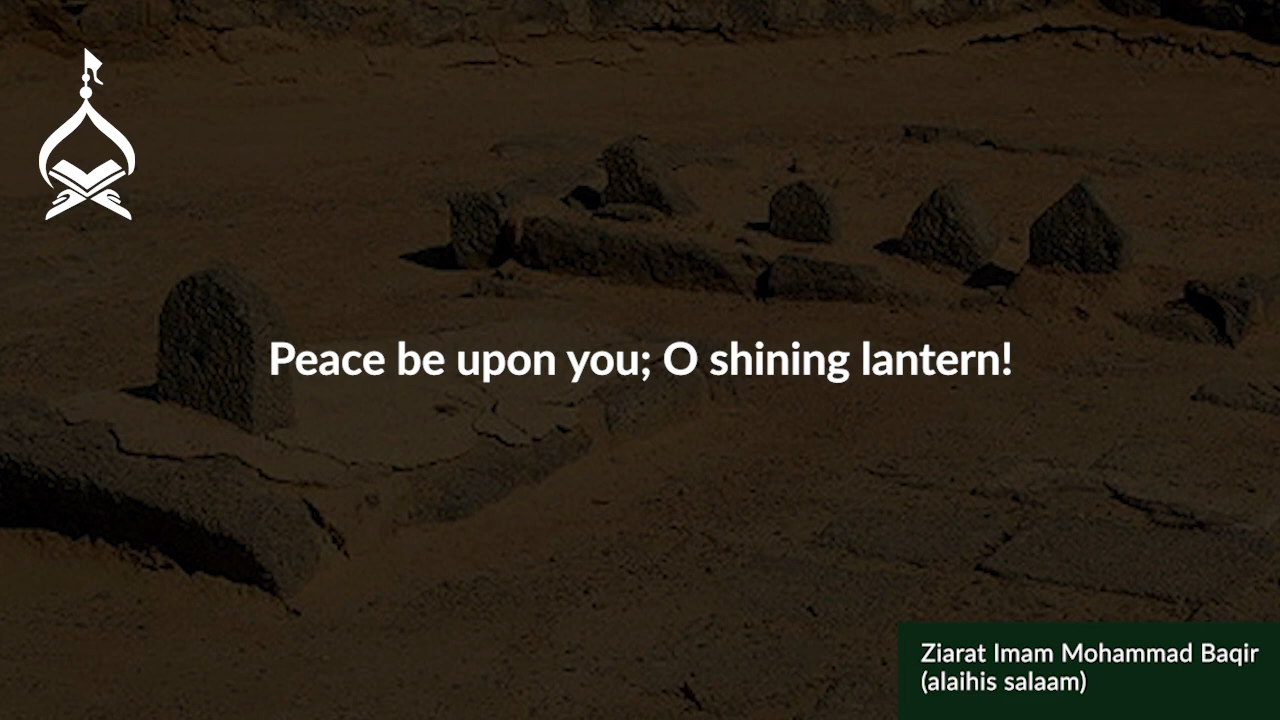 Peace be upon you; O shining lantern!
Ziarat Imam Mohammad Baqir
(alaihis salaam)